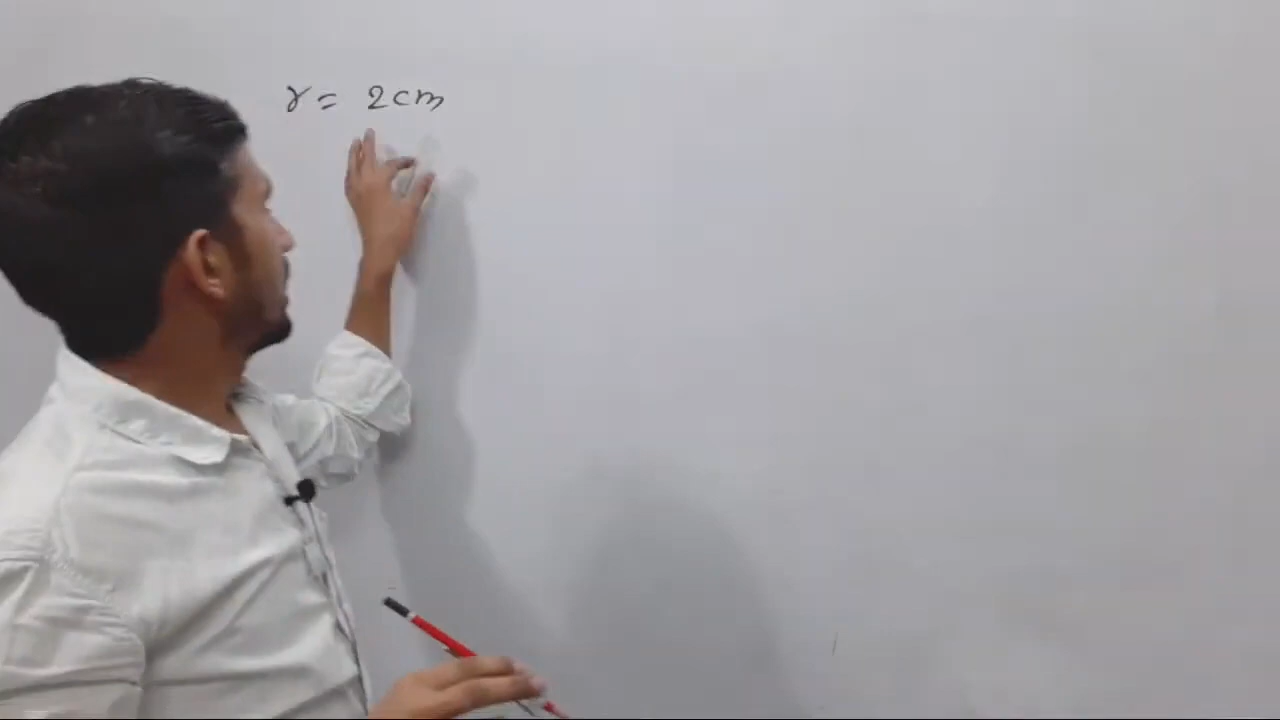 r = 2cm